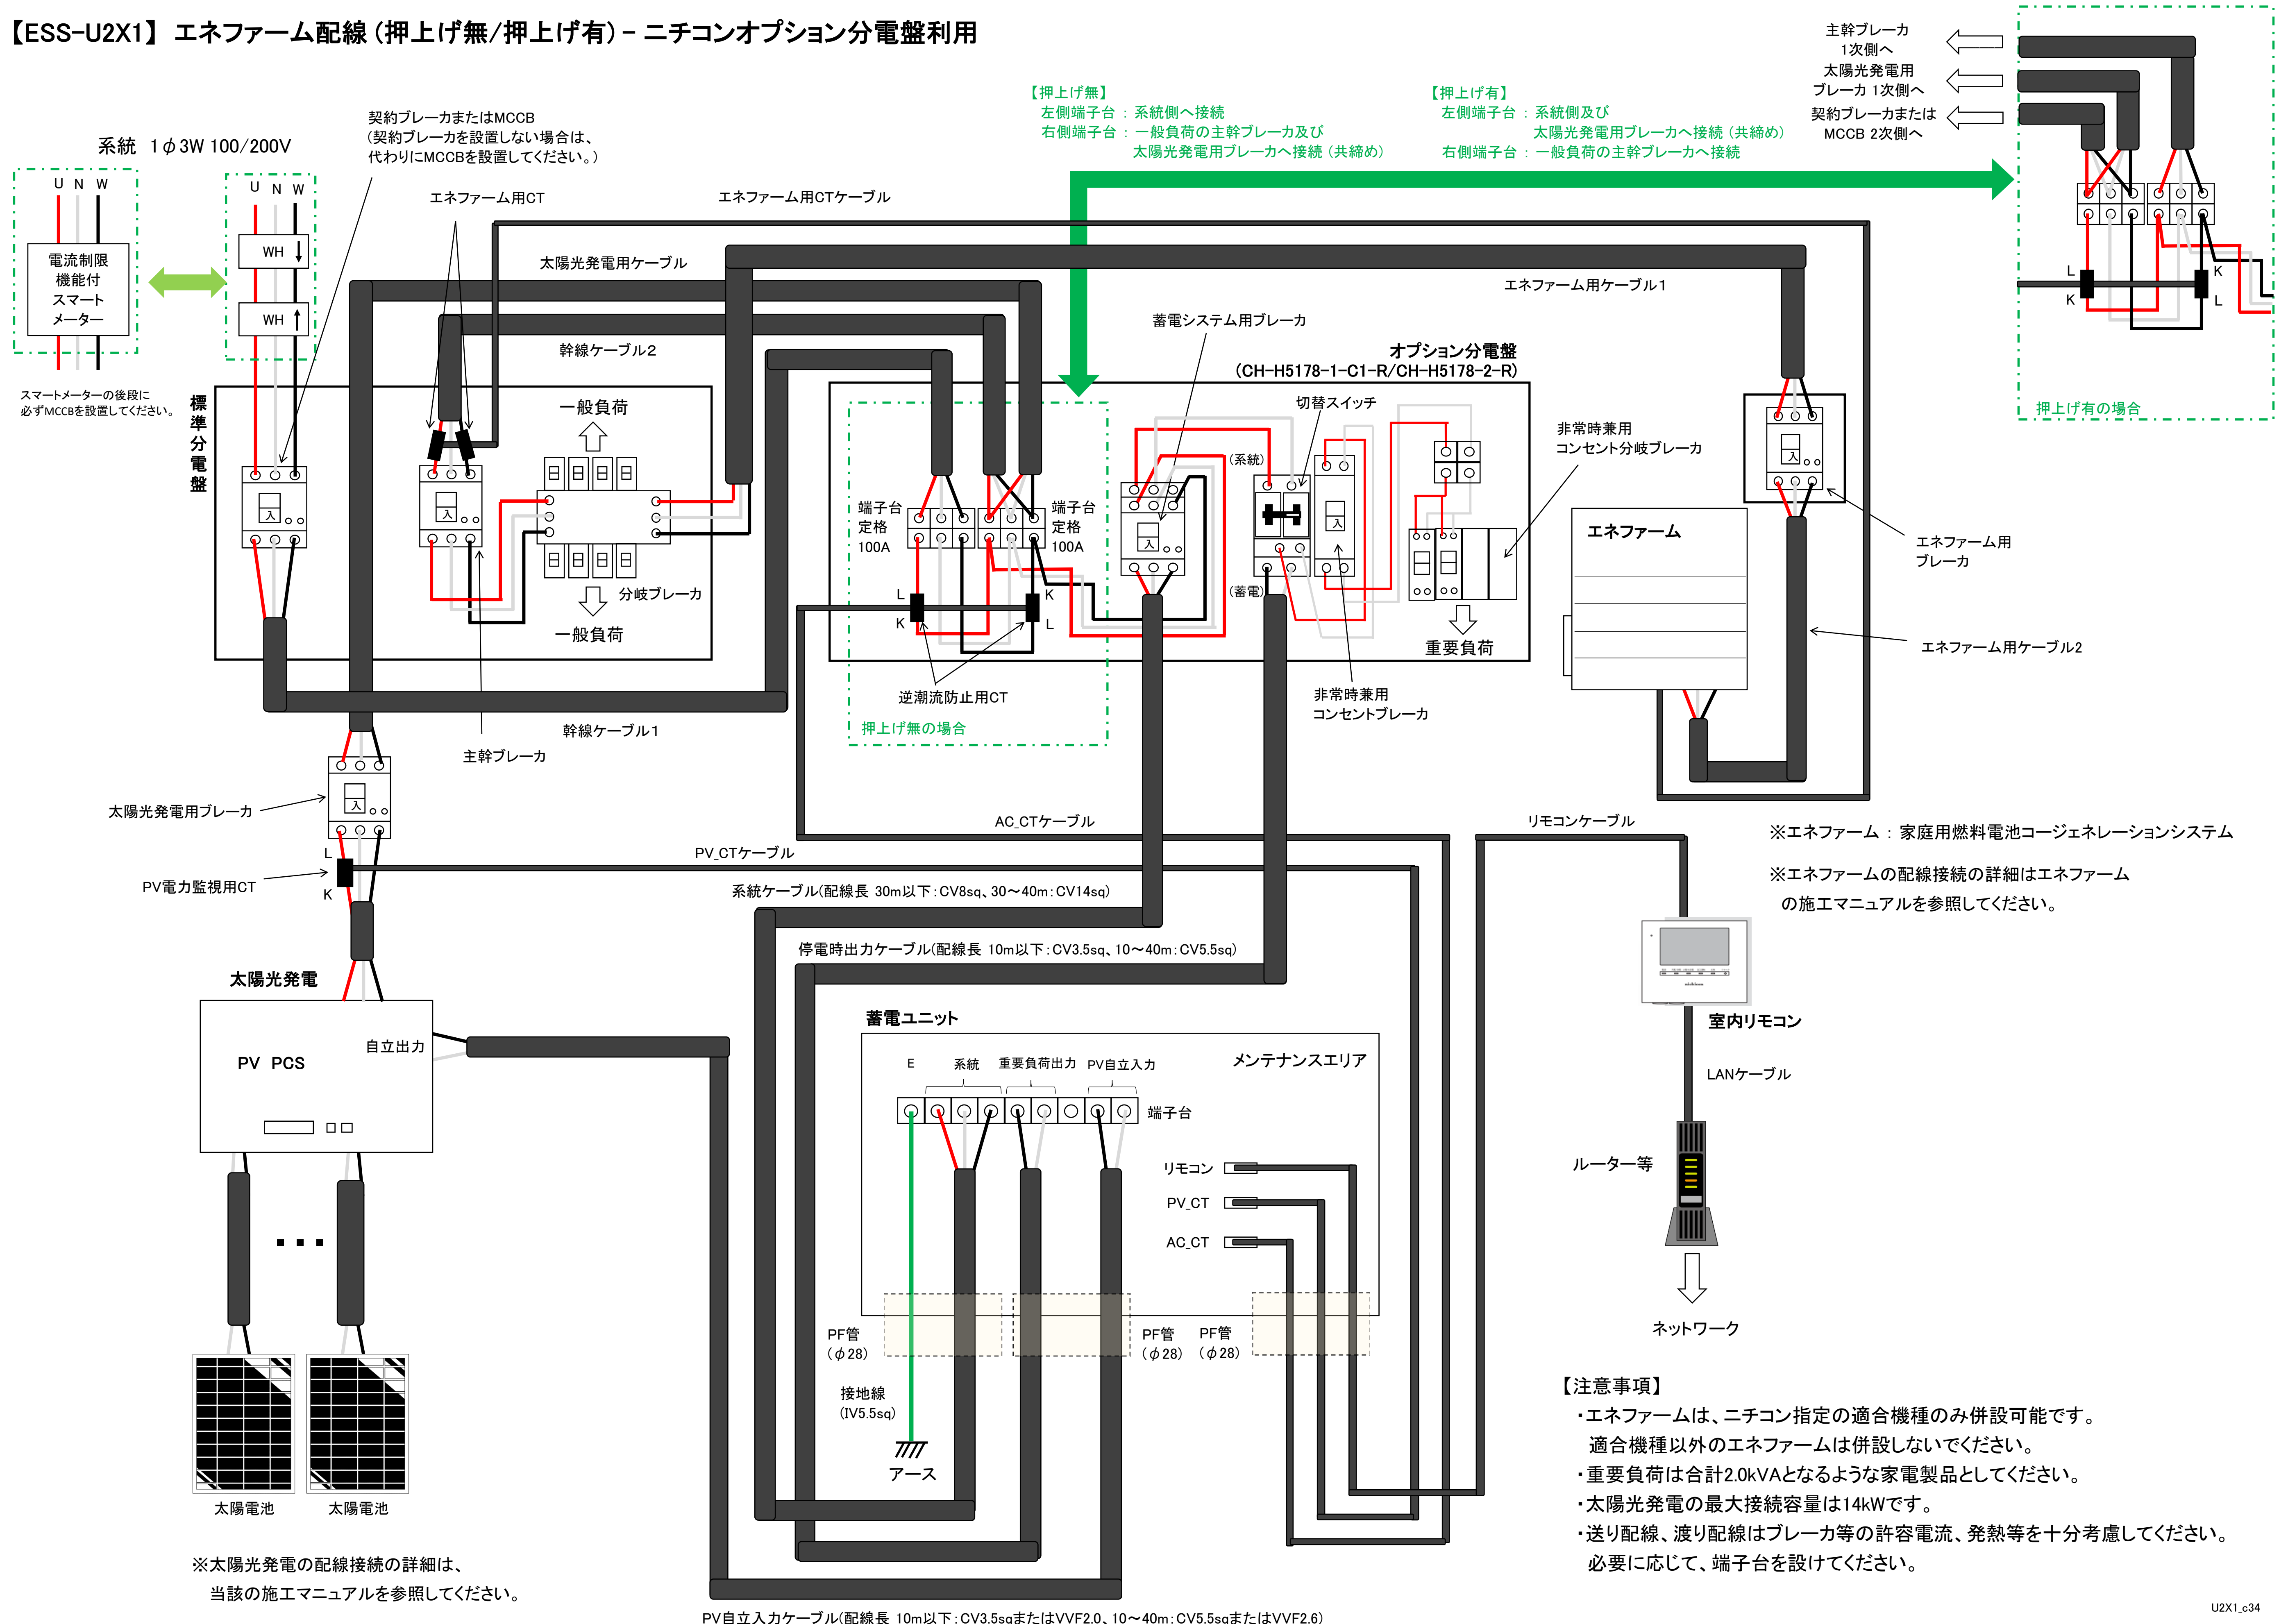 【ESS-U2X1】 エネファーム配線（押上げ無/押上げ有）- ニチコンオプション分電盤利用
主幹ブレーカ
1次側へ
太陽光発電用
ブレーカ 1次側へ
契約ブレーカまたは
MCCB 2次側へ
【押上げ無】
左側端子台 ： 系統側へ接続
右側端子台 ： 一般負荷の主幹ブレーカ及び
太陽光発電用ブレーカへ接続（共締め）
【押上げ有】
左側端子台 ： 系統側及び
太陽光発電用ブレーカへ接続（共締め）
右側端子台 ： 一般負荷の主幹ブレーカへ接続
L
K
K
L
押上げ有の場合
系統 1φ3W 100/200V
契約ブレーカまたはMCCB
（契約ブレーカを設置しない場合は、
代わりにMCCBを設置してください。）
U N W
電流制限
機能付
スマート
メーター
U N W
WH
WH
スマートメーターの後段に
必ずMCCBを設置してください。
エネファーム用CT
エネファーム用CTケーブル
太陽光発電用ケーブル
幹線ケーブル2
エネファーム用ケーブル1
標準分電盤
入
入
一般負荷
分岐ブレーカ
一般負荷
幹線ケーブル1
主幹ブレーカ
蓄電システム用ブレーカ
オプション分電盤
（CH-H5178-1-C1-R/CH-H5178-2-R）
切替スイッチ
（系統）
（蓄電）
非常時兼用
コンセント分岐ブレーカ
端子台
定格
100A
端子台
定格
100A
入
入
L
K
K
L
逆潮流防止用CT
押上げ無の場合
重要負荷
非常時兼用
コンセントブレーカ
入
エネファーム
エネファーム用
ブレーカ
エネファーム用ケーブル2
太陽光発電用ブレーカ
入
L
K
PV電力監視用CT
AC_CTケーブル
PV_CTケーブル
リモコンケーブル
系統ケーブル(配線長 30m以下：CV8sq、30～40m：CV14sq)
停電時出力ケーブル(配線長 10m以下：CV3.5sq、10～40m：CV5.5sq)
※エネファーム ： 家庭用燃料電池コージェネレーションシステム
※エネファームの配線接続の詳細はエネファーム
の施工マニュアルを参照してください。
太陽光発電
PV PCS
自立出力
太陽電池
太陽電池
※太陽光発電の配線接続の詳細は、
当該の施工マニュアルを参照してください。
蓄電ユニット
メンテナンスエリア
E
系統
重要負荷出力
PV自立入力
端子台
リモコン
PV_CT
AC_CT
PF管
（φ28）
PF管
（φ28）
PF管
（φ28）
接地線
(IV5.5sq)
アース
PV自立入力ケーブル(配線長 10m以下：CV3.5sqまたはVVF2.0、10～40m：CV5.5sqまたはVVF2.6)
室内リモコン
LANケーブル
ルーター等
ネットワーク
【注意事項】
・エネファームは、ニチコン指定の適合機種のみ併設可能です。
適合機種以外のエネファームは併設しないでください。
・重要負荷は合計2.0kVAとなるような家電製品としてください。
・太陽光発電の最大接続容量は14kWです。
・送り配線、渡り配線はブレーカ等の許容電流、発熱等を十分考慮してください。
必要に応じて、端子台を設けてください。
U2X1_c34